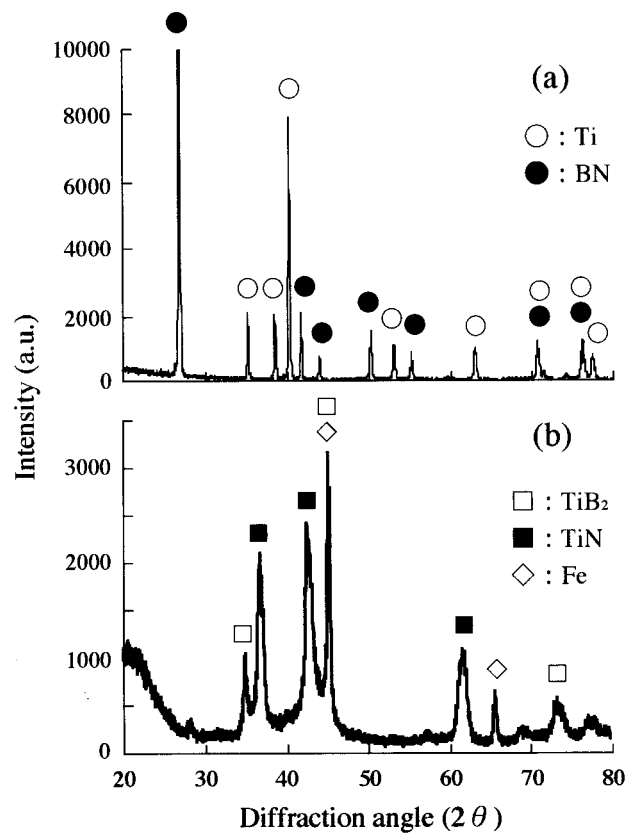 10000
8000
6000
4000
2000
0
(a)
○ : Ti
● : BN
Intensity (a.u.)
3000
2000
1000
0
(b)
□ : TiB₂
■ : TiN
◇ : Fe
20 30 40 50 60 70 80
Diffraction angle (2 θ)